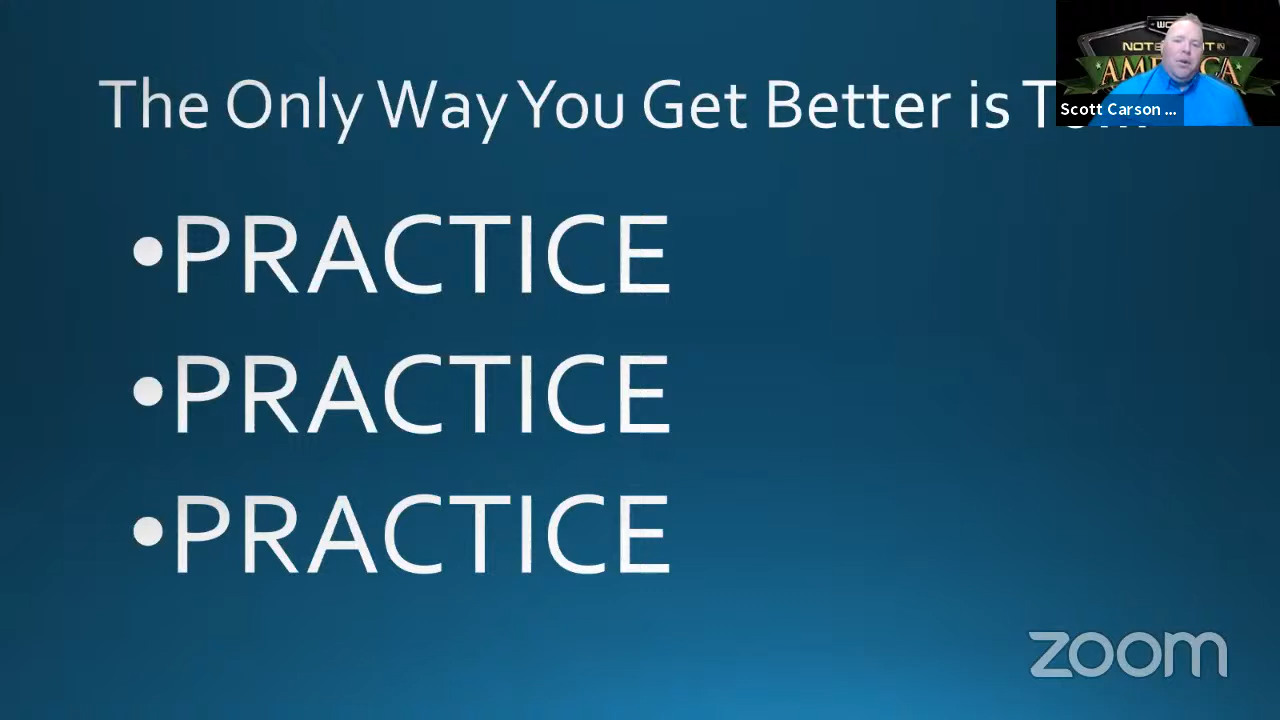 The Only Way You Get Better is
PRACTICE
PRACTICE
PRACTICE
AMERICA
Scott Carson ...
zoom